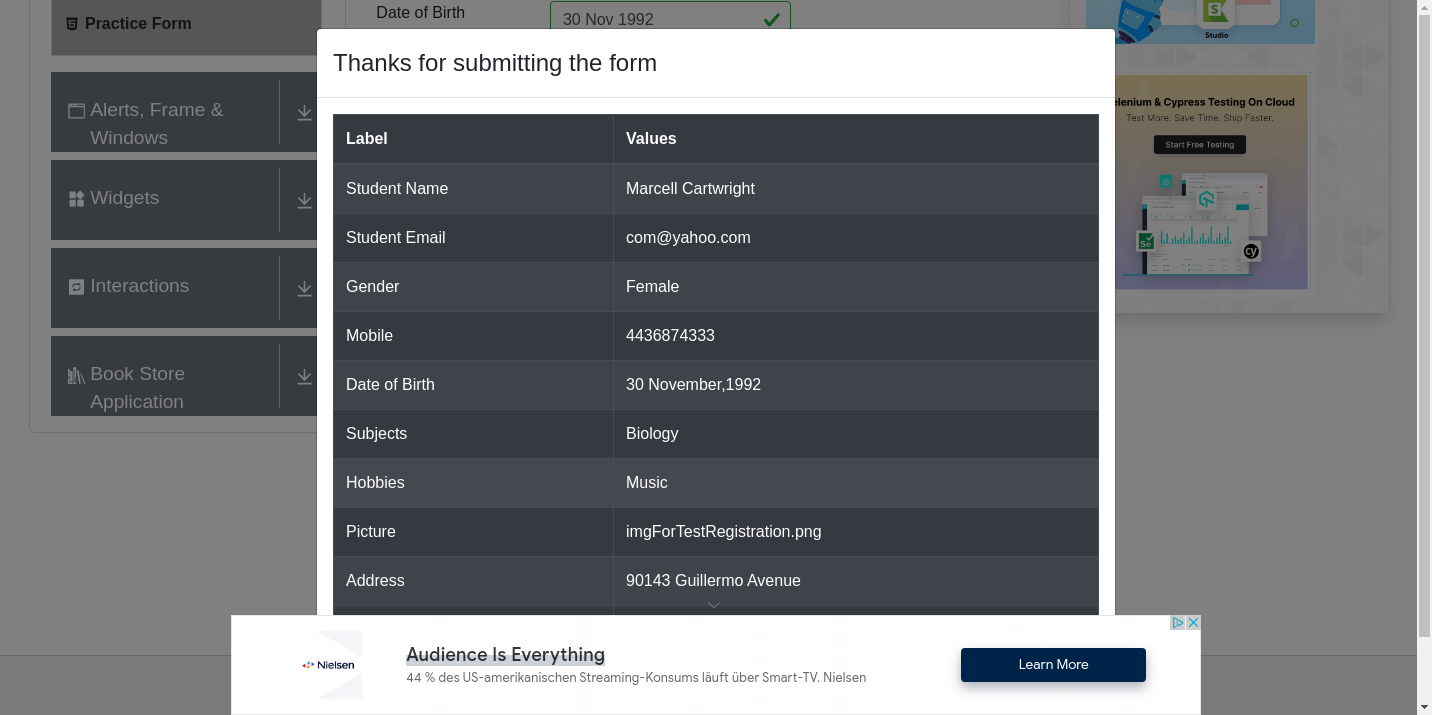 Practice Form
Date of Birth
30 Nov 1992
Studio
Thanks for submitting the form
Label Values
Student Name Marcell Cartwright
Student Email com@yahoo.com
Gender Female
Mobile 4436874333
Date of Birth 30 November,1992
Subjects Biology
Hobbies Music
Picture imgForTestRegistration.png
Address 90143 Guillermo Avenue
Alerts, Frame &
Windows
Widgets
Interactions
Book Store
Application
elenium & Cypress Testing On Cloud
Test More. Save Time. Ship Faster.
Start Free Testing
Se
cy
Nielsen
Audience Is Everything
44 % des US-amerikanischen Streaming-Konsums läuft über Smart-TV. Nielsen
Learn More